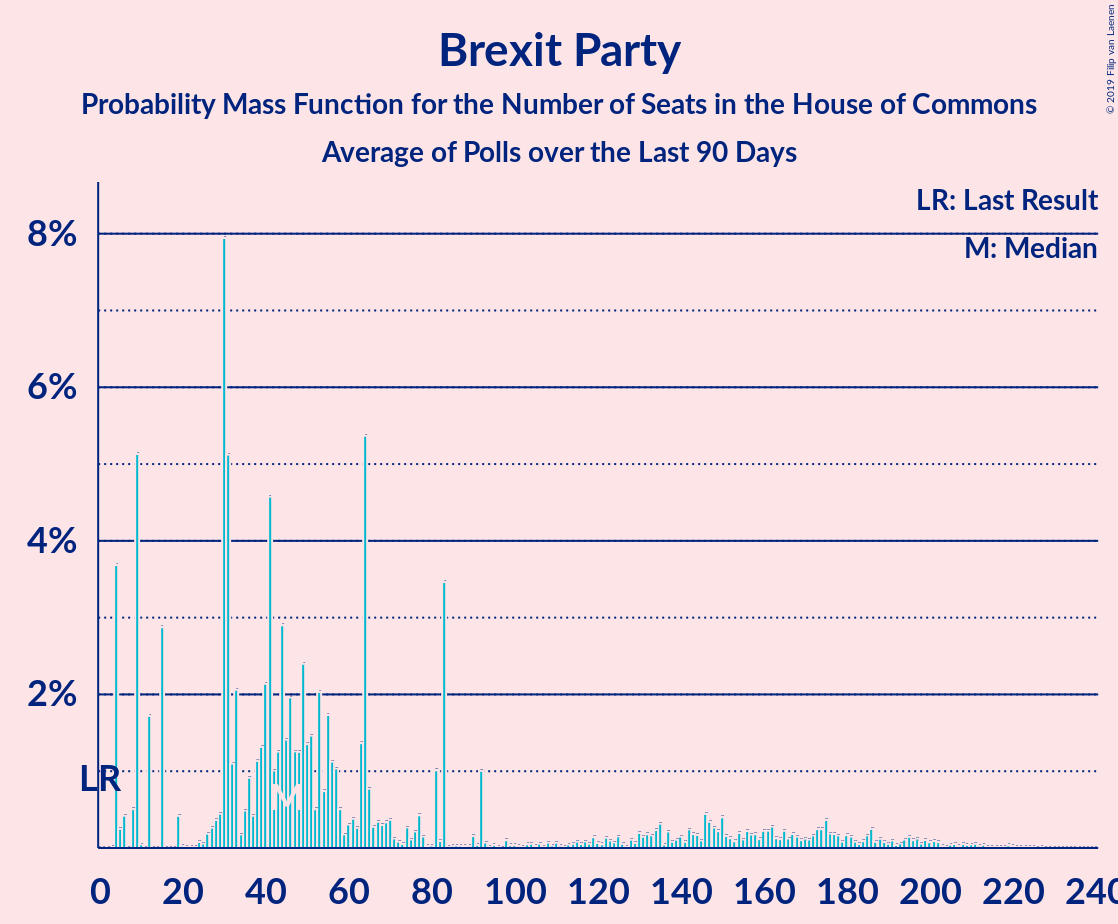 Brexit Party
Probability Mass Function for the Number of Seats in the House of Commons
Average of Polls over the Last 90 Days
© 2019 Filip van Laenen
LR: Last Result
M: Median
8%
6%
4%
2%
LR
M
0 20 40 60 80 100 120 140 160 180 200 220 240